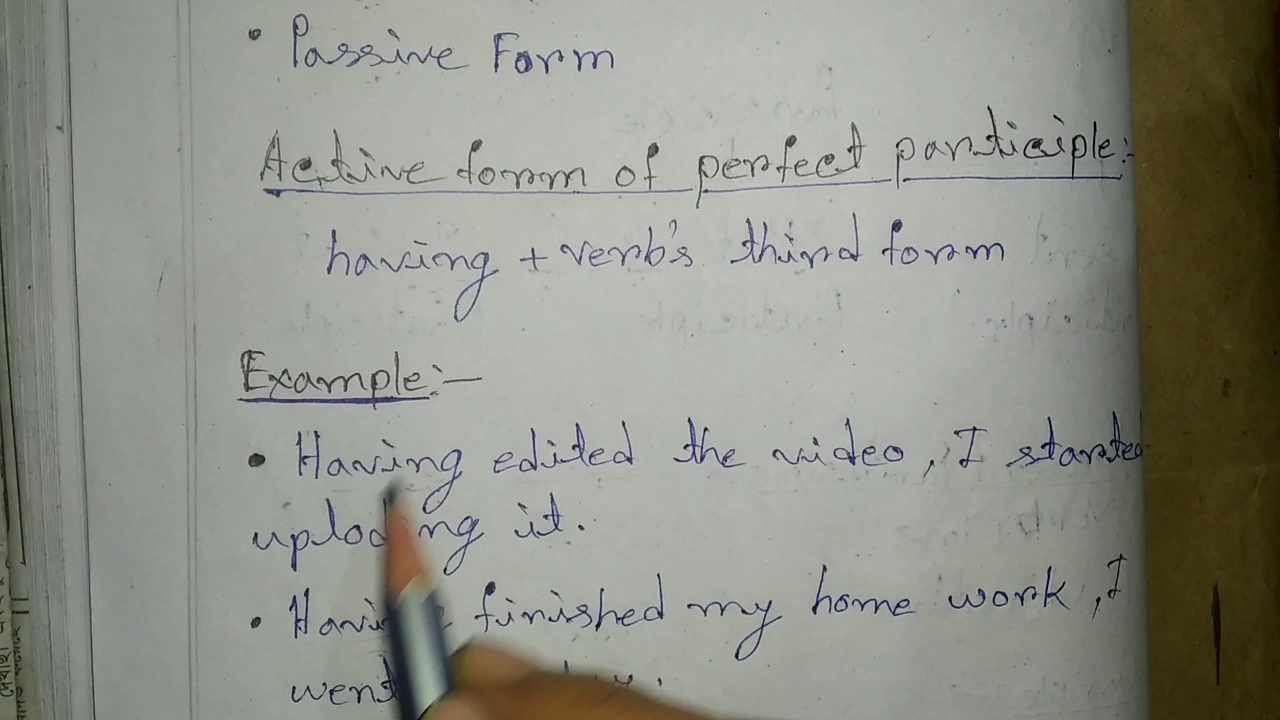 • Passive Form
Active form of perfect participle:-
having + verb's third form
Example:-
• Having edited the video, I started
it.
• finished my home work, I
went